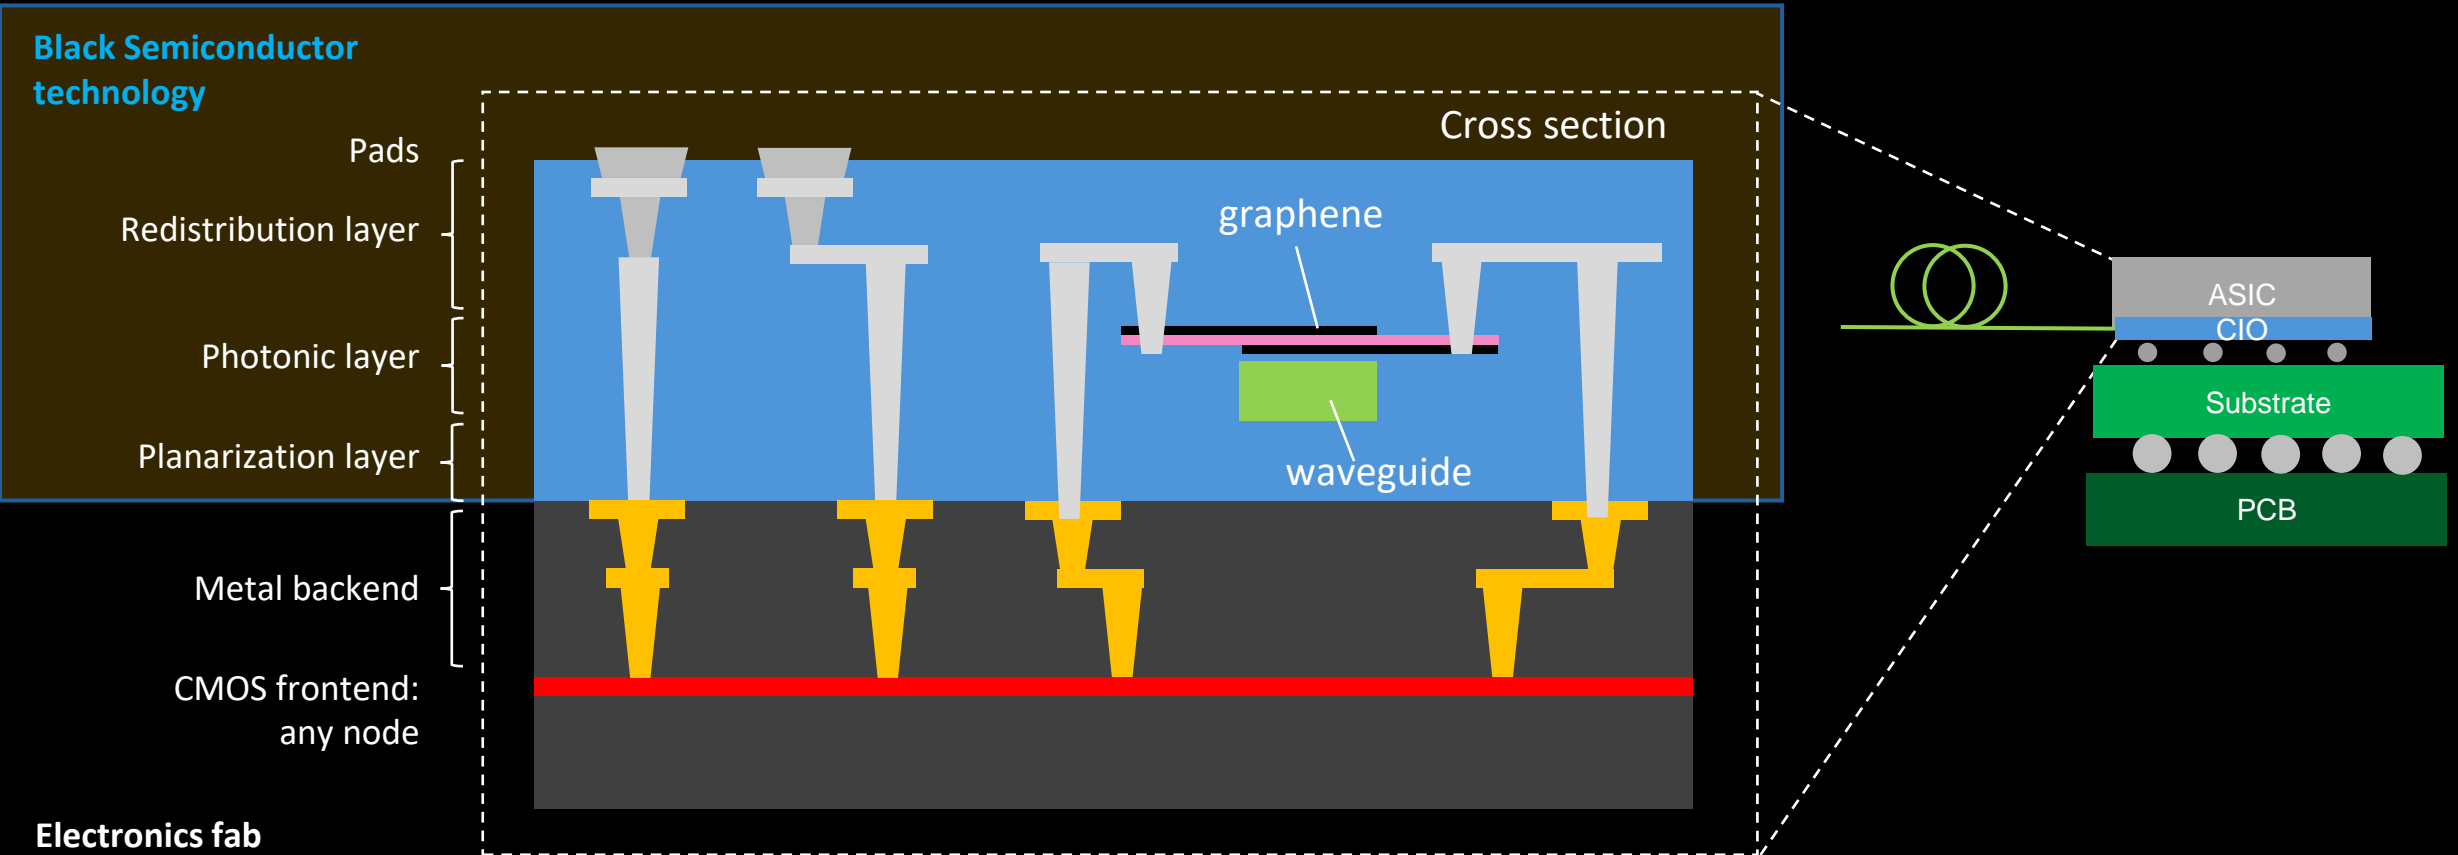 Black Semiconductor
technology
Cross section
Pads
Redistribution layer
graphene
Photonic layer
Planarization layer
waveguide
Metal backend
CMOS frontend:
any node
Electronics fab
ASIC
CIO
Substrate
PCB